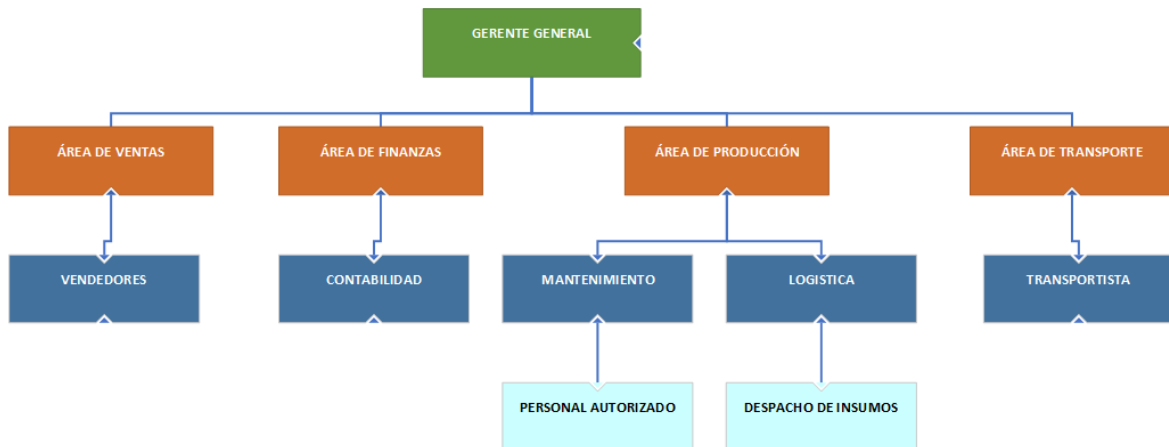 GERENTE GENERAL
ÁREA DE VENTAS
ÁREA DE FINANZAS
ÁREA DE PRODUCCIÓN
ÁREA DE TRANSPORTE
VENDEDORES
CONTABILIDAD
MANTENIMIENTO
LOGISTICA
TRANSPORTISTA
PERSONAL AUTORIZADO
DESPACHO DE INSUMOS